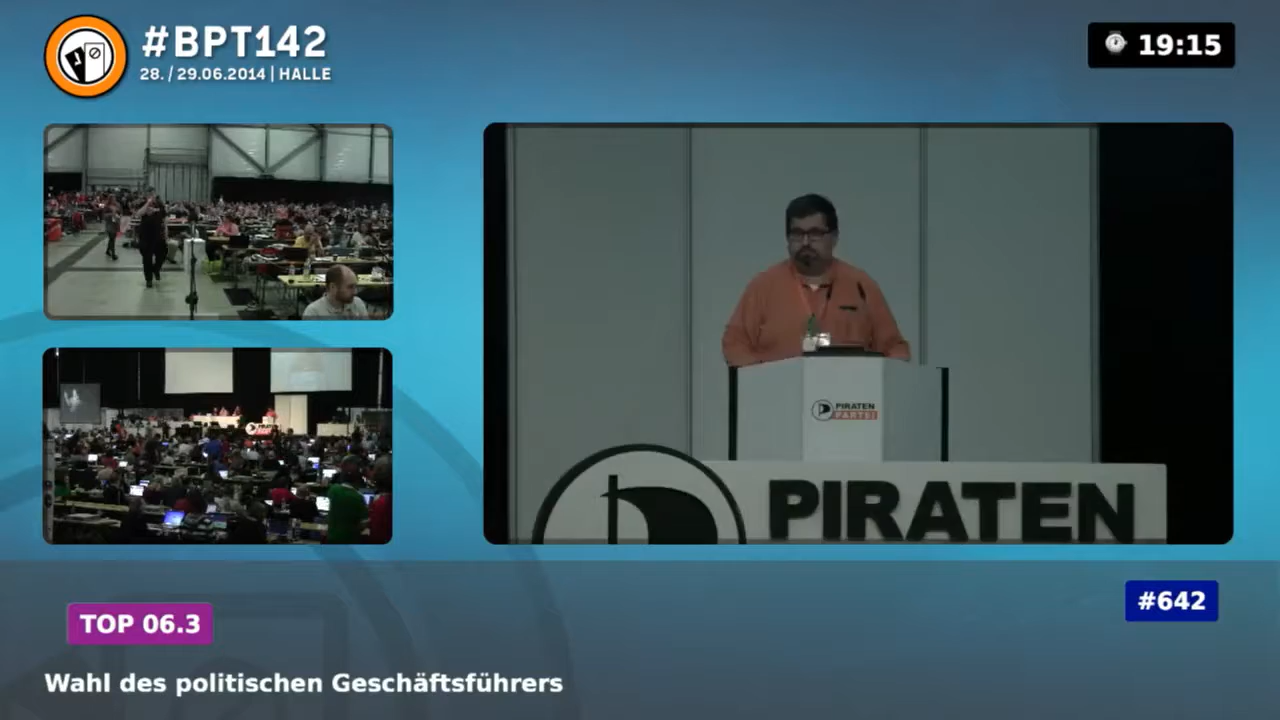 #BPT142
28. / 29.06.2014 | HALLE
19:15
PIRATEN
PARTEI
PIRATEN
#642
TOP 06.3
Wahl des politischen Geschäftsführers